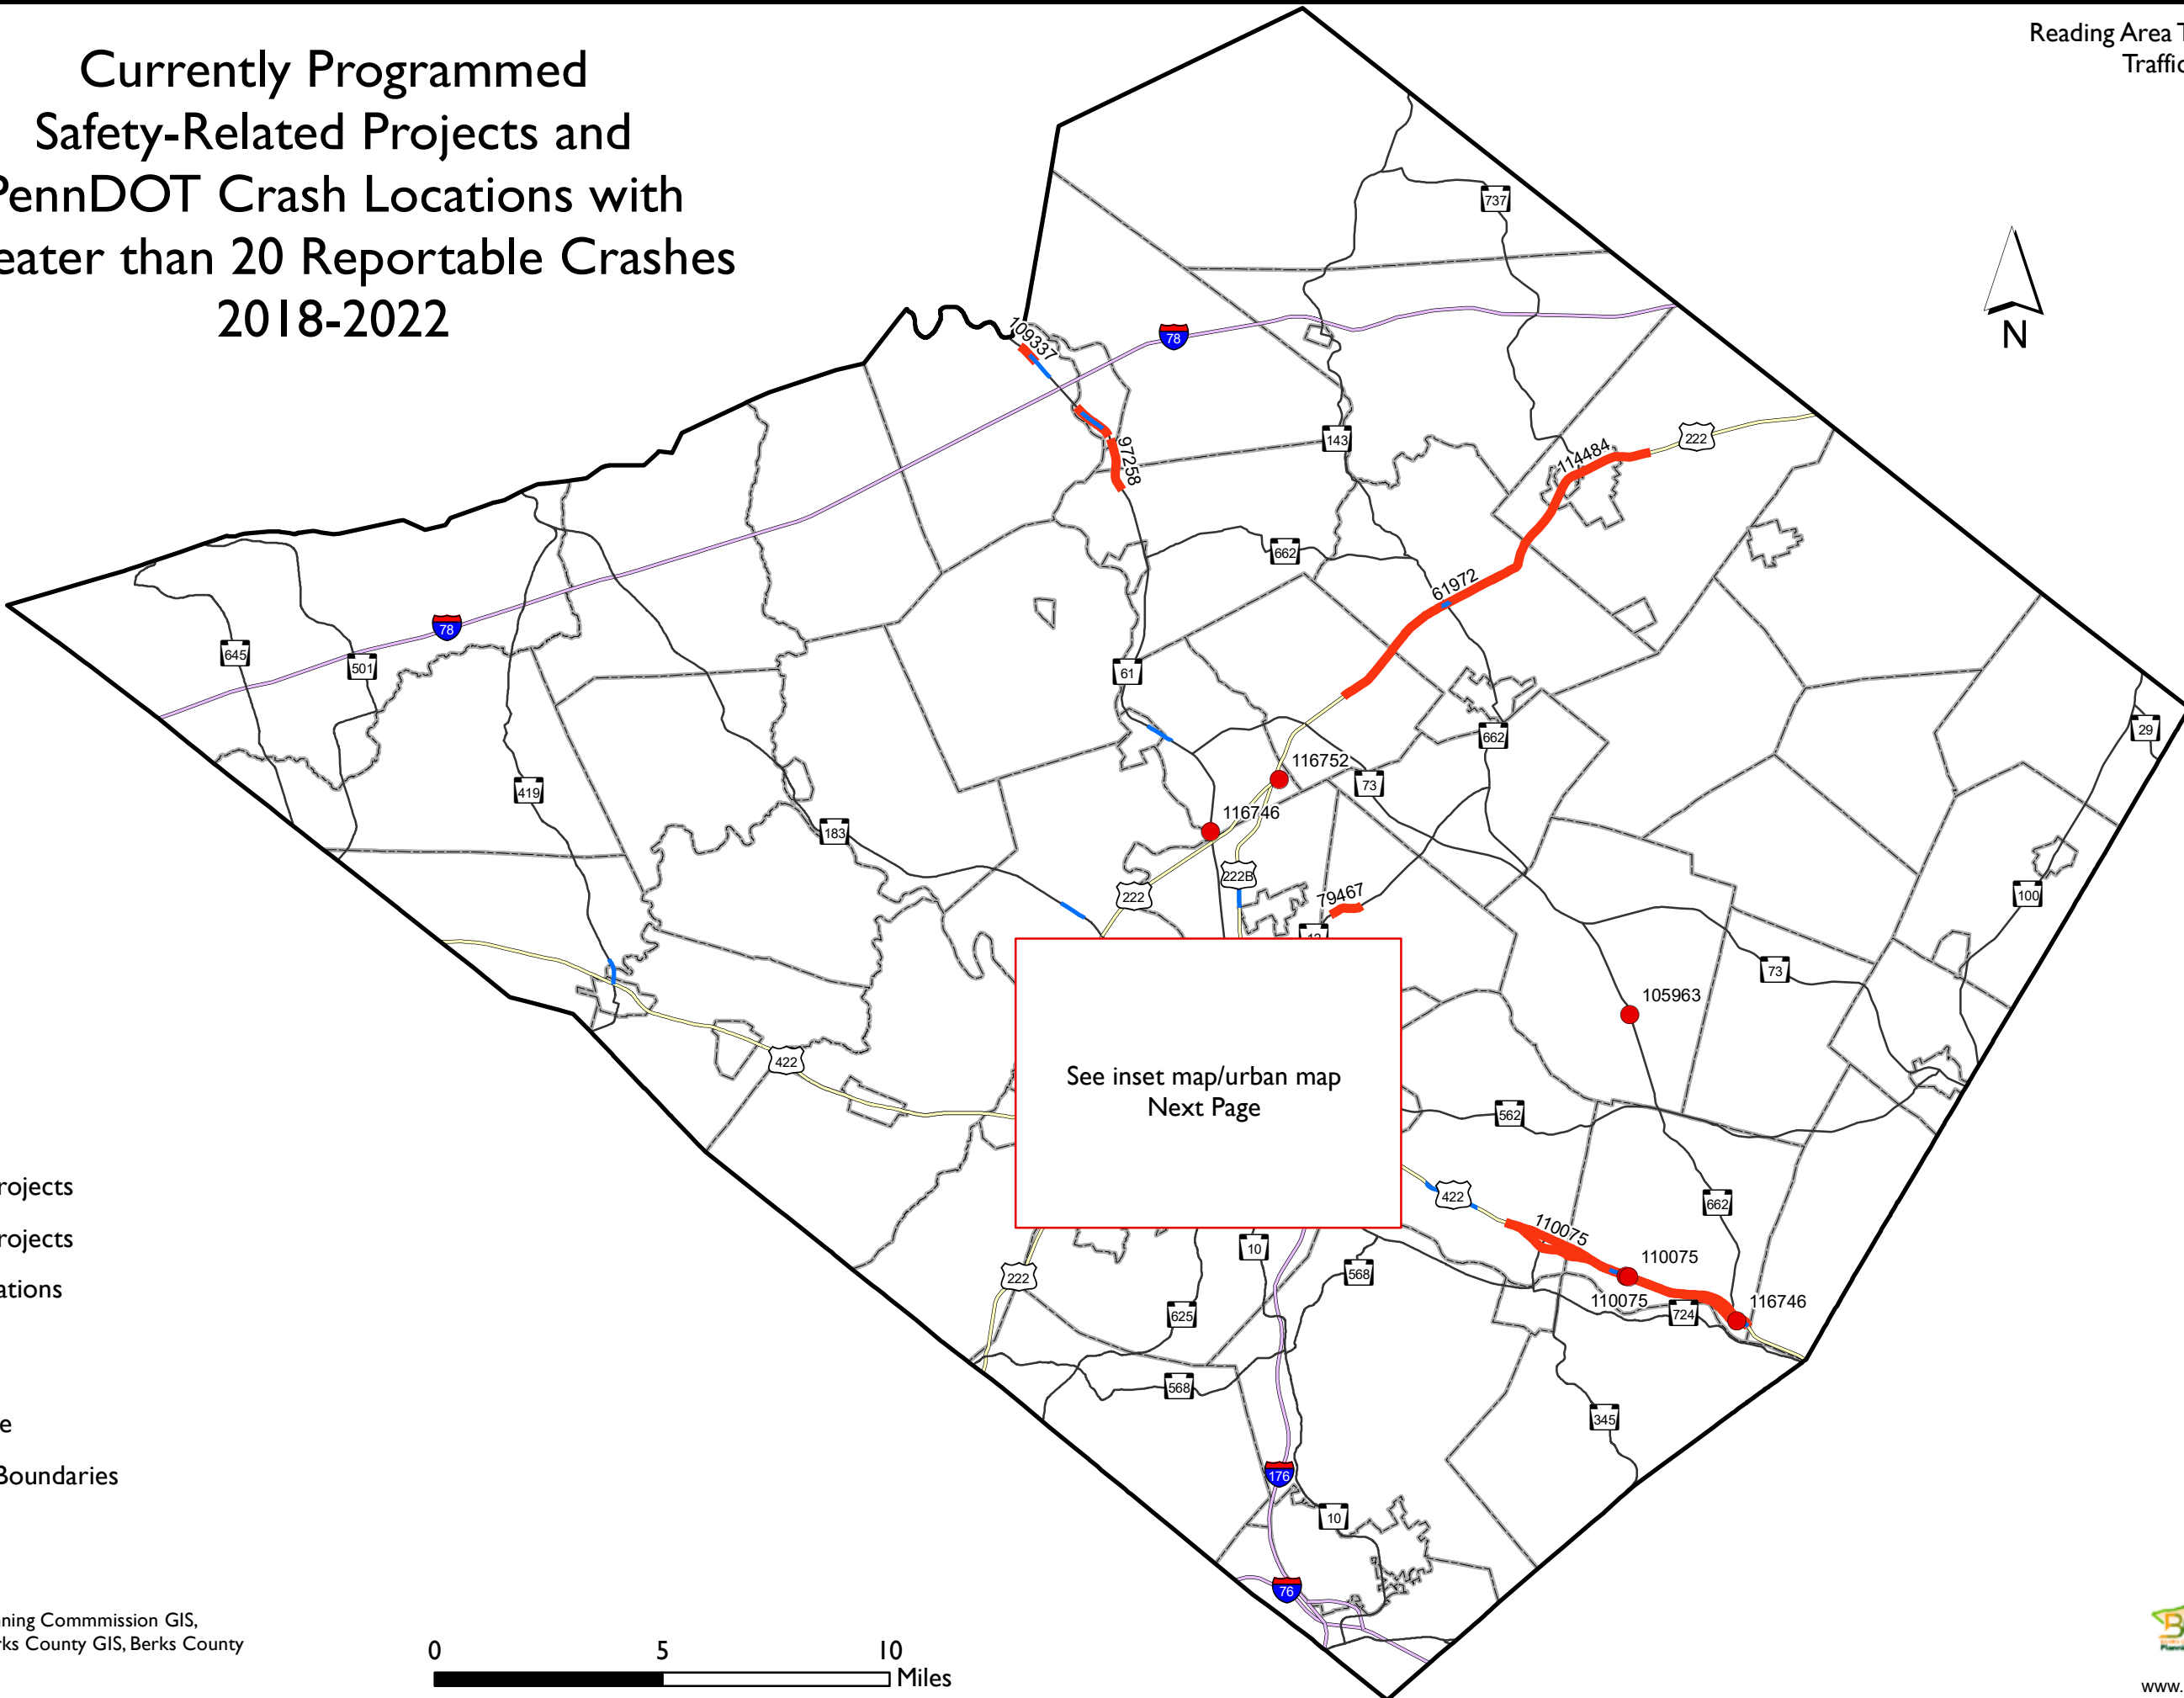 Currently Programmed
Safety-Related Projects and
PennDOT Crash Locations with
eater than 20 Reportable Crashes
2018-2022
Reading Area T
Traffic
N
737
78
109337
97258
143
114484
222
662
61972
78
645
501
61
662
29
419
116752
73
116746
183
222B
222
79467
100
73
105963
422
See inset map/urban map
Next Page
562
422
662
110075
110075
110075
116746
724
10
222
568
625
568
345
176
10
76
rojects
rojects
ations
e
Boundaries
ning Commmission GIS,
rks County GIS, Berks County
0 5 10
Miles
www.